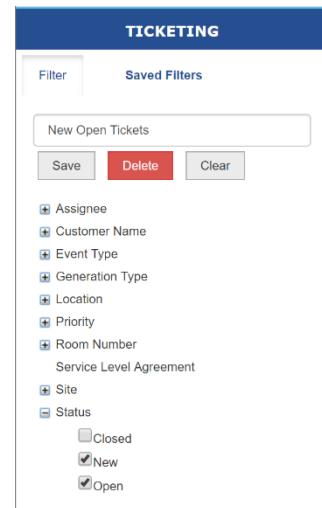 TICKETING
Filter Saved Filters
New Open Tickets
Save Delete Clear
Assignee
Customer Name
Event Type
Generation Type
Location
Priority
Room Number
Service Level Agreement
Site
Status
Closed
New
Open